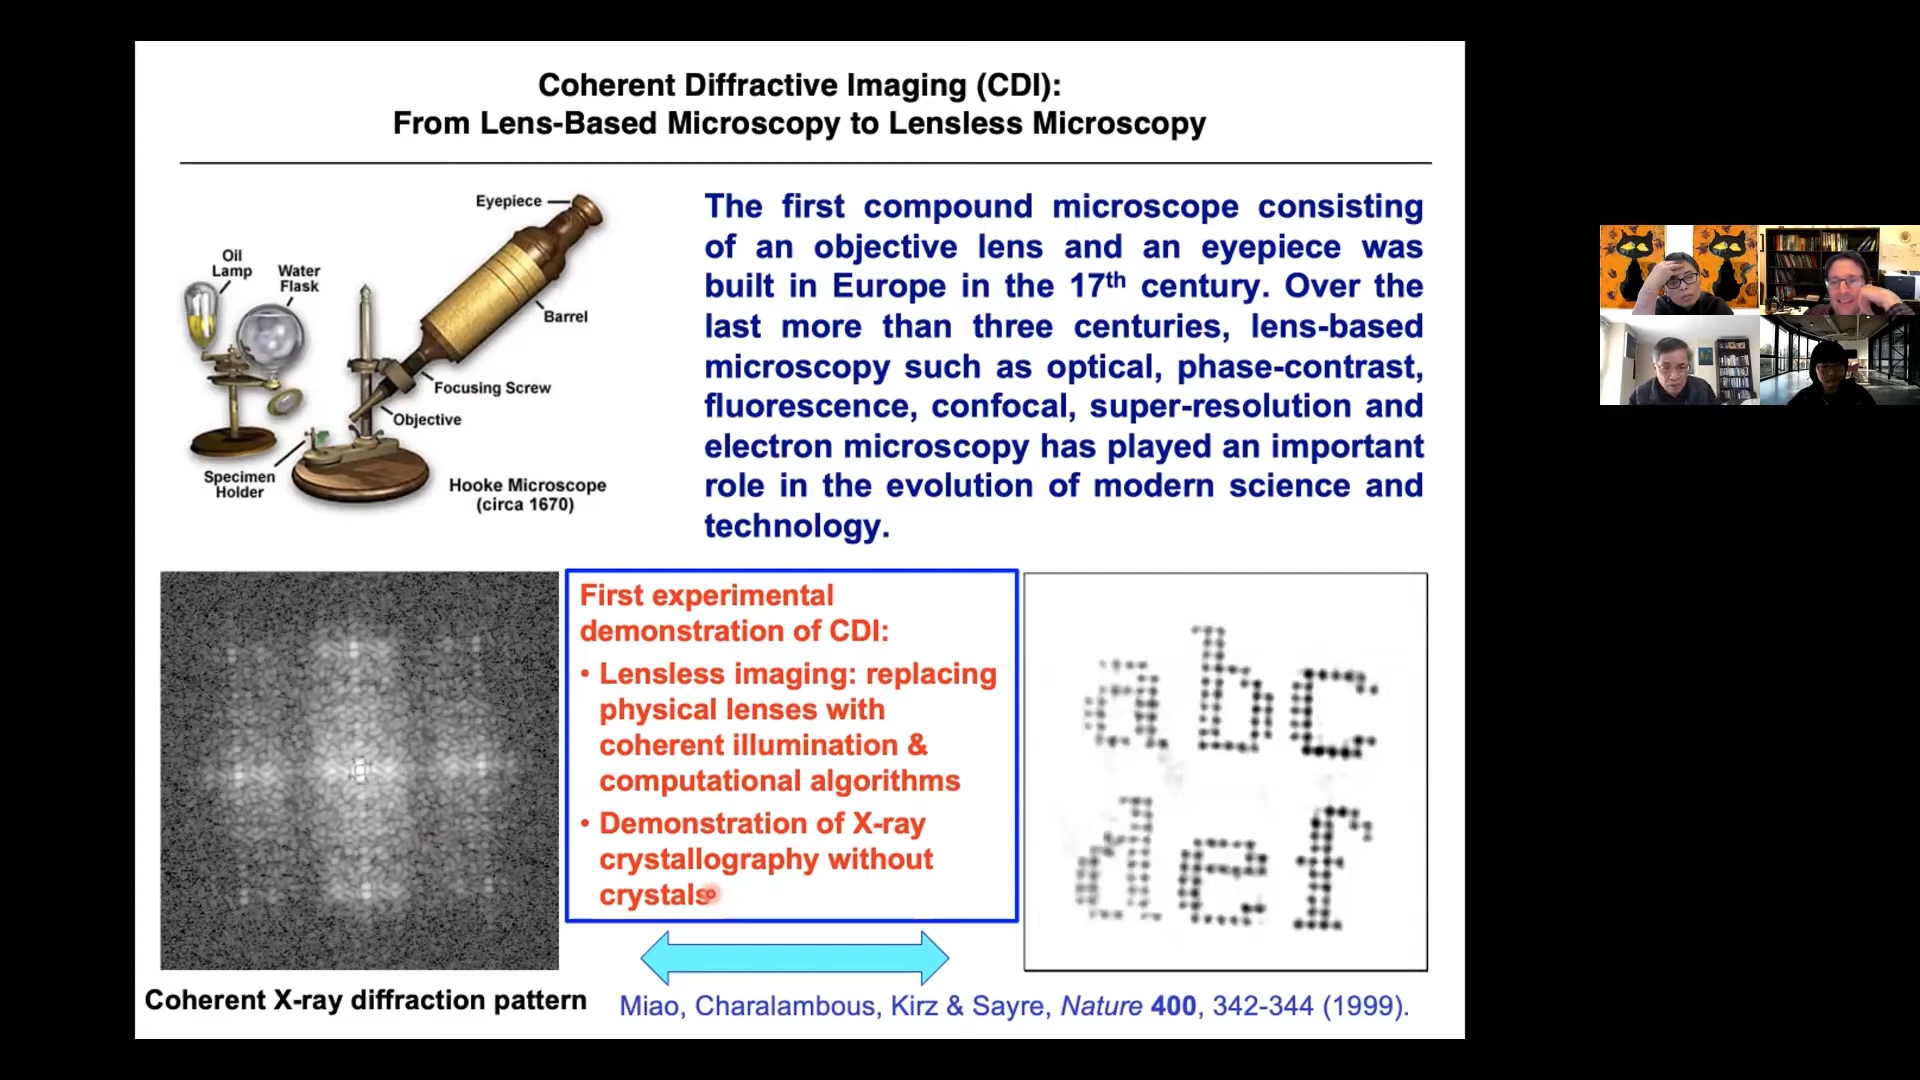 Coherent Diffractive Imaging (CDI):
From Lens-Based Microscopy to Lensless Microscopy
Eyepiece
Oil
Lamp
Water
Flask
Barrel
Focusing Screw
Objective
Specimen
Holder
Hooke Microscope
(circa 1670)
The first compound microscope consisting
of an objective lens and an eyepiece was
built in Europe in the 17th century. Over the
last more than three centuries, lens-based
microscopy such as optical, phase-contrast,
fluorescence, confocal, super-resolution and
electron microscopy has played an important
role in the evolution of modern science and
technology.
First experimental
demonstration of CDI:
• Lensless imaging: replacing
physical lenses with
coherent illumination &
computational algorithms
• Demonstration of X-ray
crystallography without
crystals
abc
def
Coherent X-ray diffraction pattern
Miao, Charalambous, Kirz & Sayre, Nature 400, 342-344 (1999).